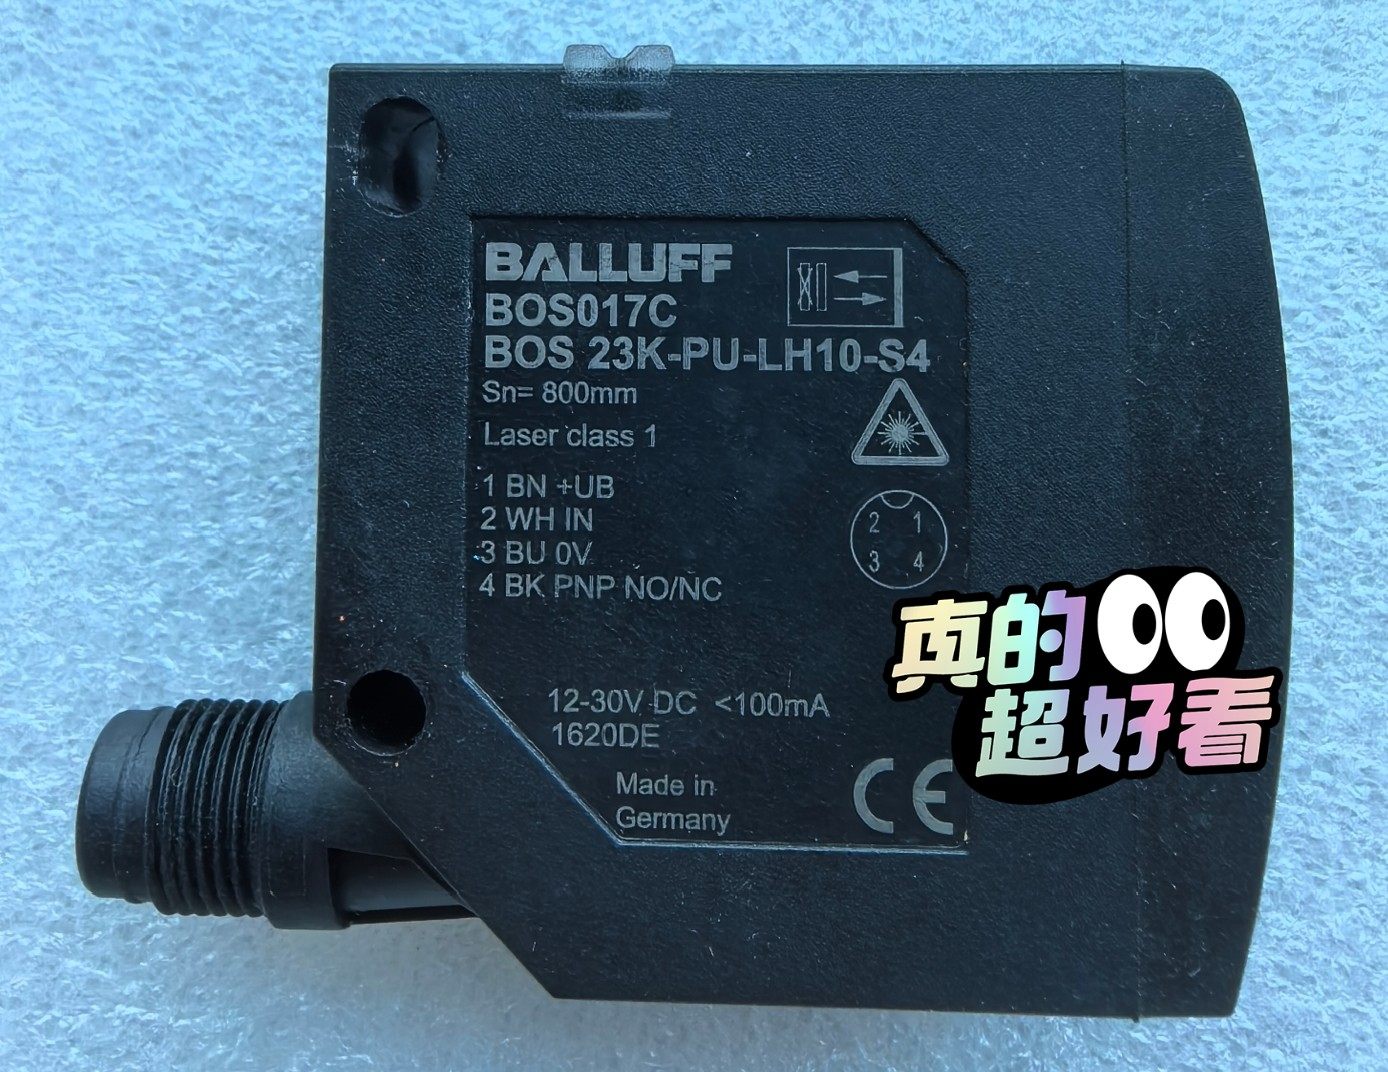 BALLUFF
BOS017C
BOS 23K-PU-LH10-S4
Sn= 800mm
Laser class 1
1 BN +UB
2 WH IN
3 BU 0V
4 BK PNP NO/NC
2 1
3 4
12-30V DC <100mA
1620DE
Made in
Germany
CE
真的
超好看